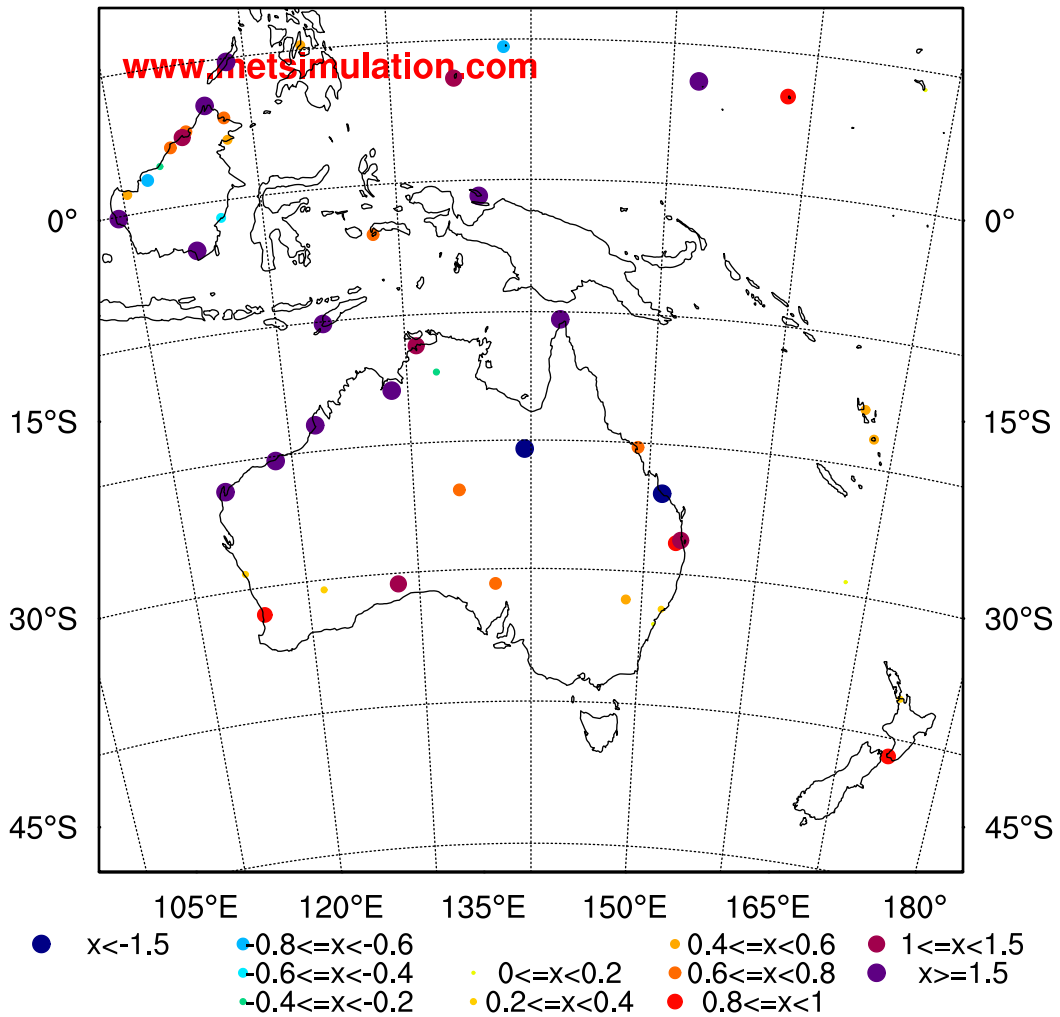 www.metsimulation.com
0° 0°
15°S 15°S
30°S 30°S
45°S 45°S
105°E 120°E 135°E 150°E 165°E 180°
x<-1.5 -0.8<=x<-0.6 0.4<=x<0.6 1<=x<1.5
-0.6<=x<-0.4 0<=x<0.2 0.6<=x<0.8 x>=1.5
-0.4<=x<-0.2 0.2<=x<0.4 0.8<=x<1